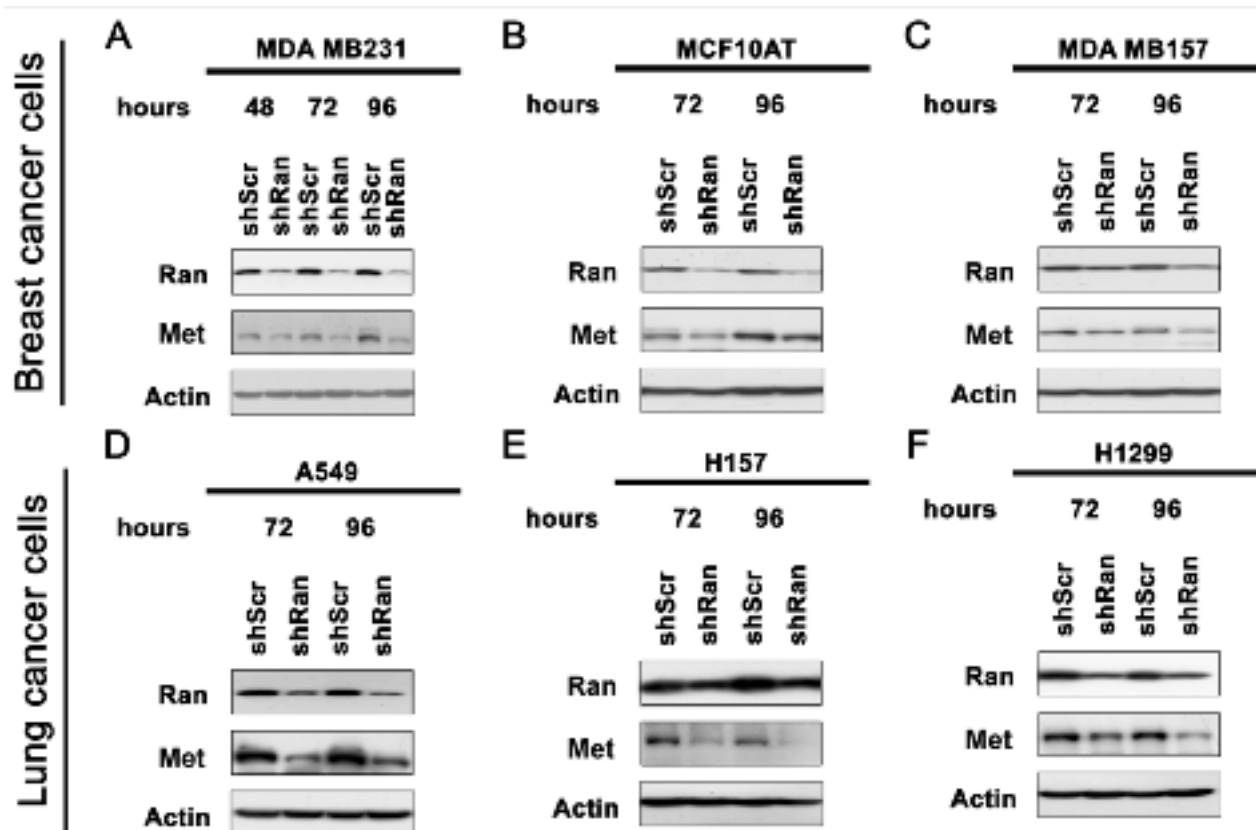 Breast cancer cells
A
MDA MB231
hours 48 72 96
shScr shRan shScr shRan shScr shRan
Ran
Met
Actin
B
MCF10AT
hours 72 96
shScr shRan shScr shRan
Ran
Met
Actin
C
MDA MB157
hours 72 96
shScr shRan shScr shRan
Ran
Met
Actin
Lung cancer cells
D
A549
hours 72 96
shScr shRan shScr shRan
Ran
Met
Actin
E
H157
hours 72 96
shScr shRan shScr shRan
Ran
Met
Actin
F
H1299
hours 72 96
shScr shRan shScr shRan
Ran
Met
Actin